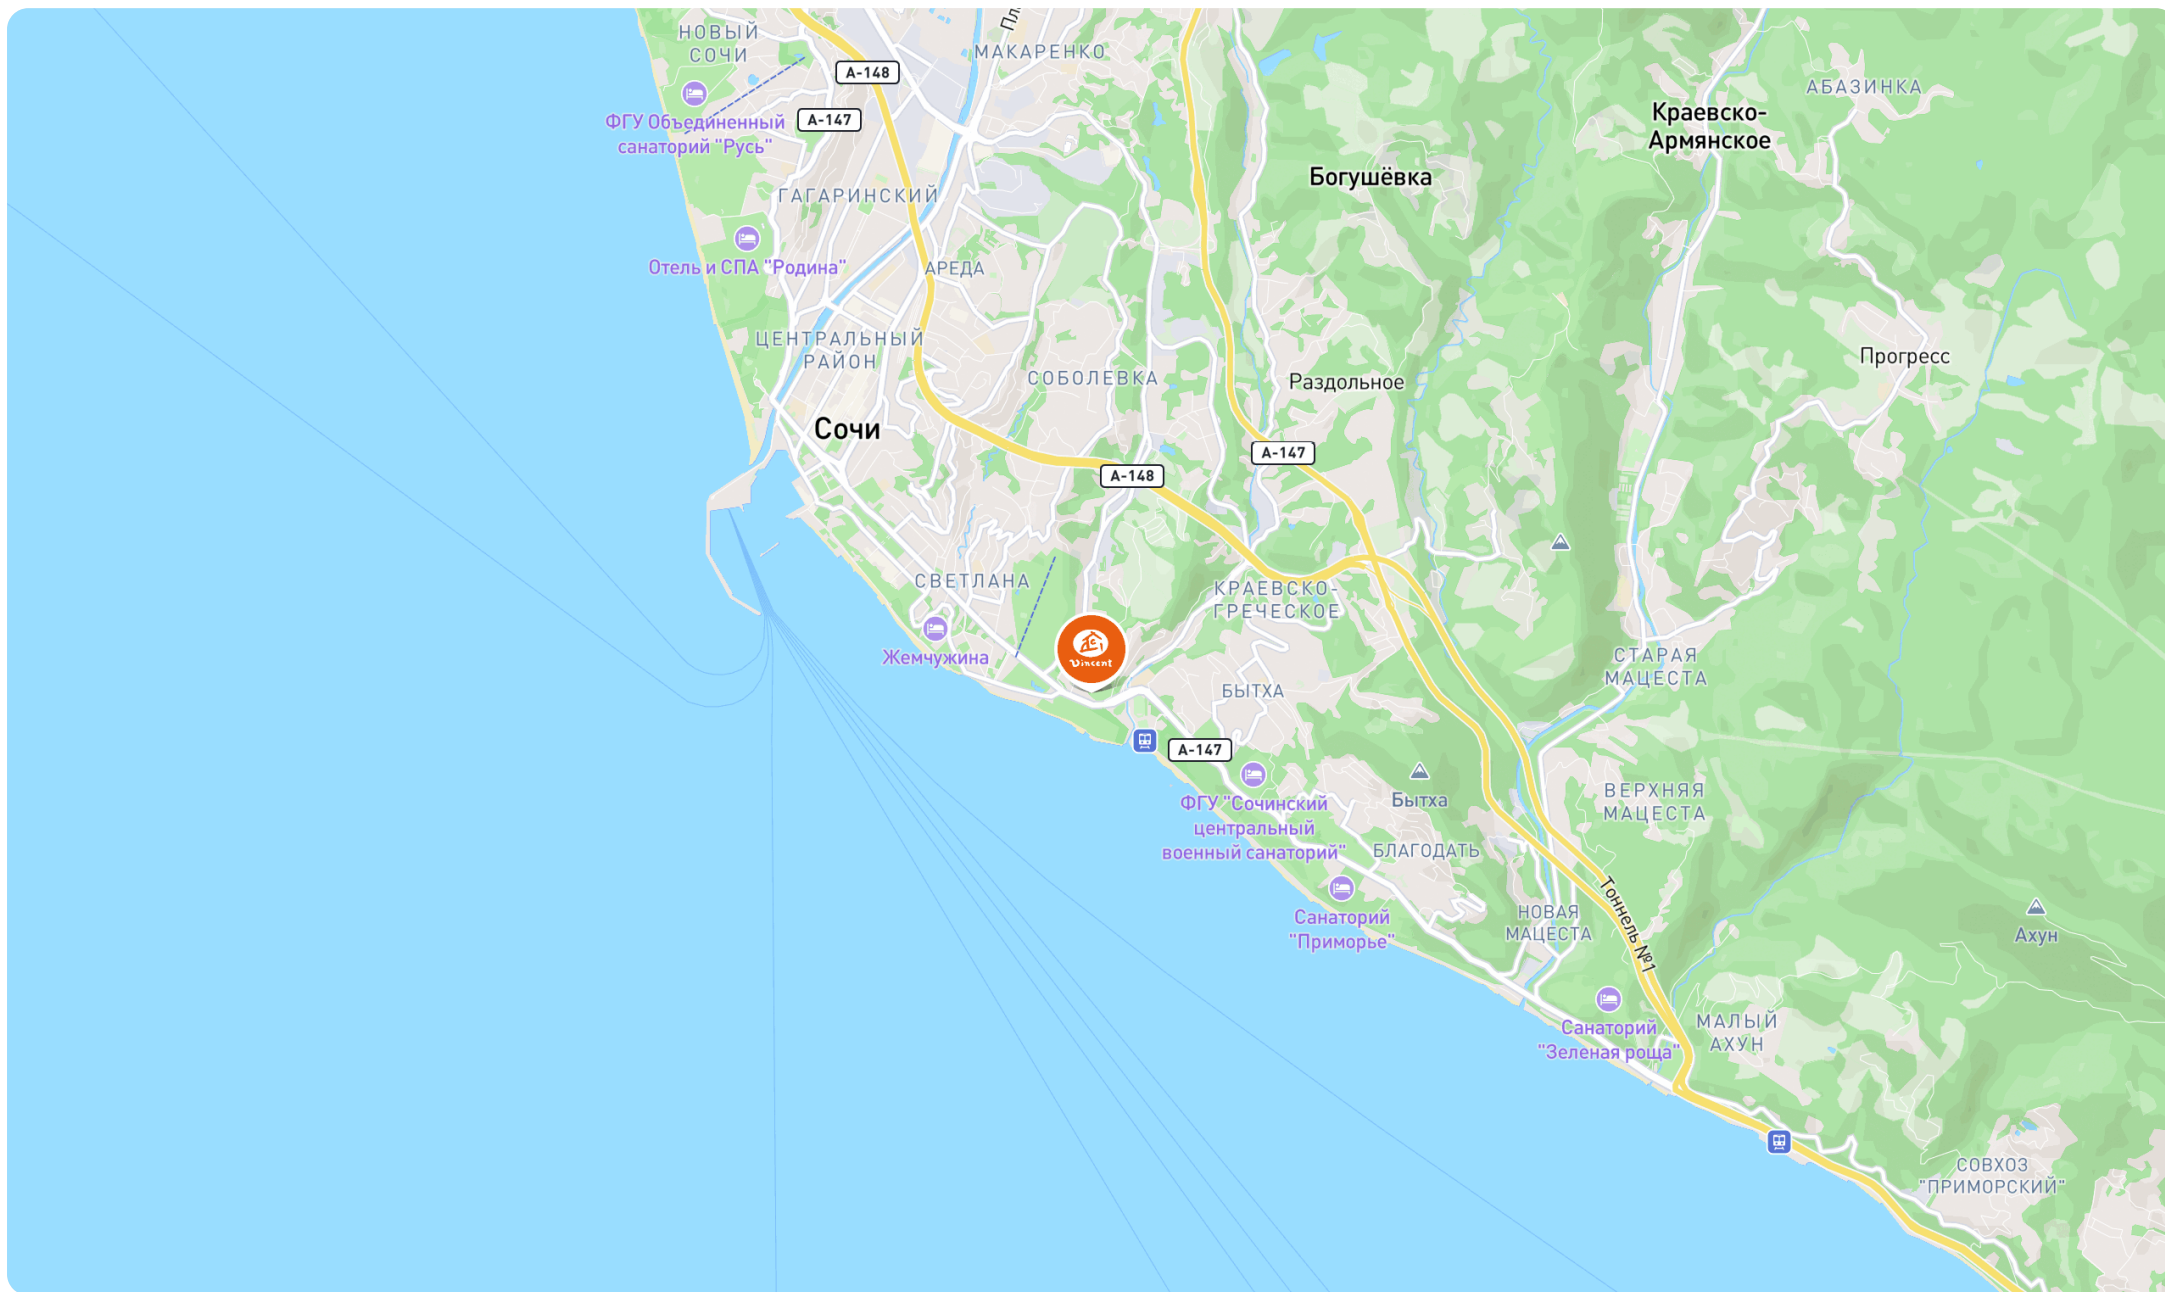 НОВЫЙ
СОЧИ
Пл
МАКАРЕНКО
А-148
АБАЗИНКА
Краевско-
Армянское
А-147
ФГУ Объединенный
санаторий "Русь"
Богушёвка
ГАГАРИНСКИЙ
Отель и СПА "Родина"
АРЕДА
ЦЕНТРАЛЬНЫЙ
РАЙОН
Прогресс
СОБОЛЕВКА
Раздольное
Сочи
А-147
А-148
СВЕТЛАНА
КРАЕВСКО-
ГРЕЧЕСКОЕ
Vincent
Жемчужина
СТАРАЯ
МАЦЕСТА
БЫТХА
А-147
ФГУ "Сочинский
центральный
военный санаторий"
Бытха
ВЕРХНЯЯ
МАЦЕСТА
БЛАГОДАТЬ
Тоннель №1
Санаторий
"Приморье"
НОВАЯ
МАЦЕСТА
Ахун
Санаторий
"Зеленая роща"
МАЛЫЙ
АХУН
СОВХОЗ
"ПРИМОРСКИЙ"